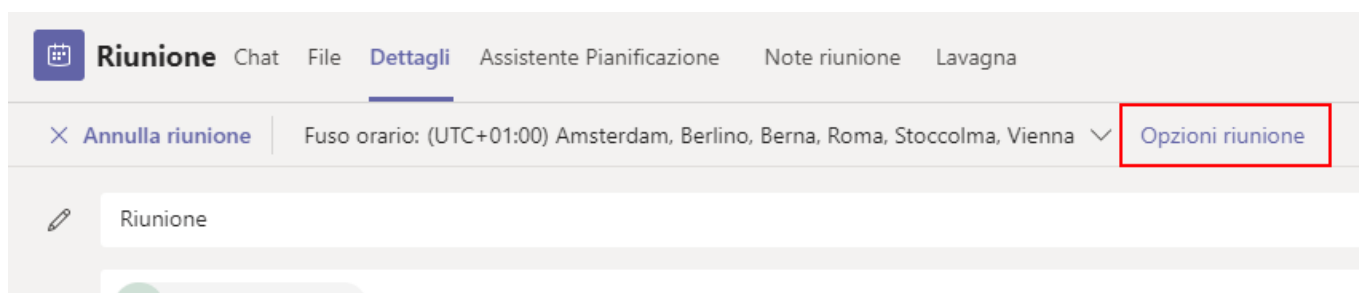 Riunione Chat File Dettagli Assistente Pianificazione Note riunione Lavagna
Annulla riunione Fuso orario: (UTC+01:00) Amsterdam, Berlino, Berna, Roma, Stoccolma, Vienna Opzioni riunione
Riunione